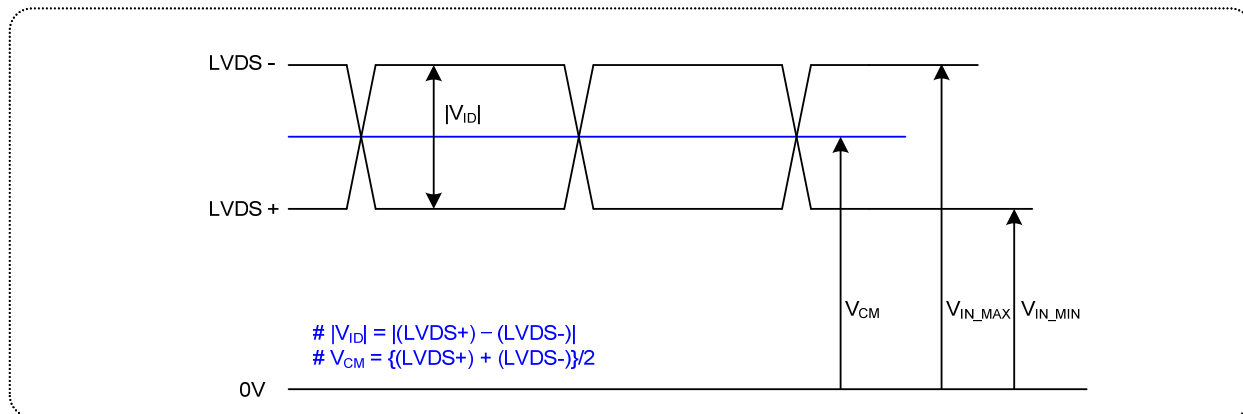 LVDS -
|VID|
LVDS +
VCM
VIN_MAX
VIN_MIN
# |VID| = |(LVDS+) – (LVDS-)|
# VCM = {(LVDS+) + (LVDS-)}/2
0V